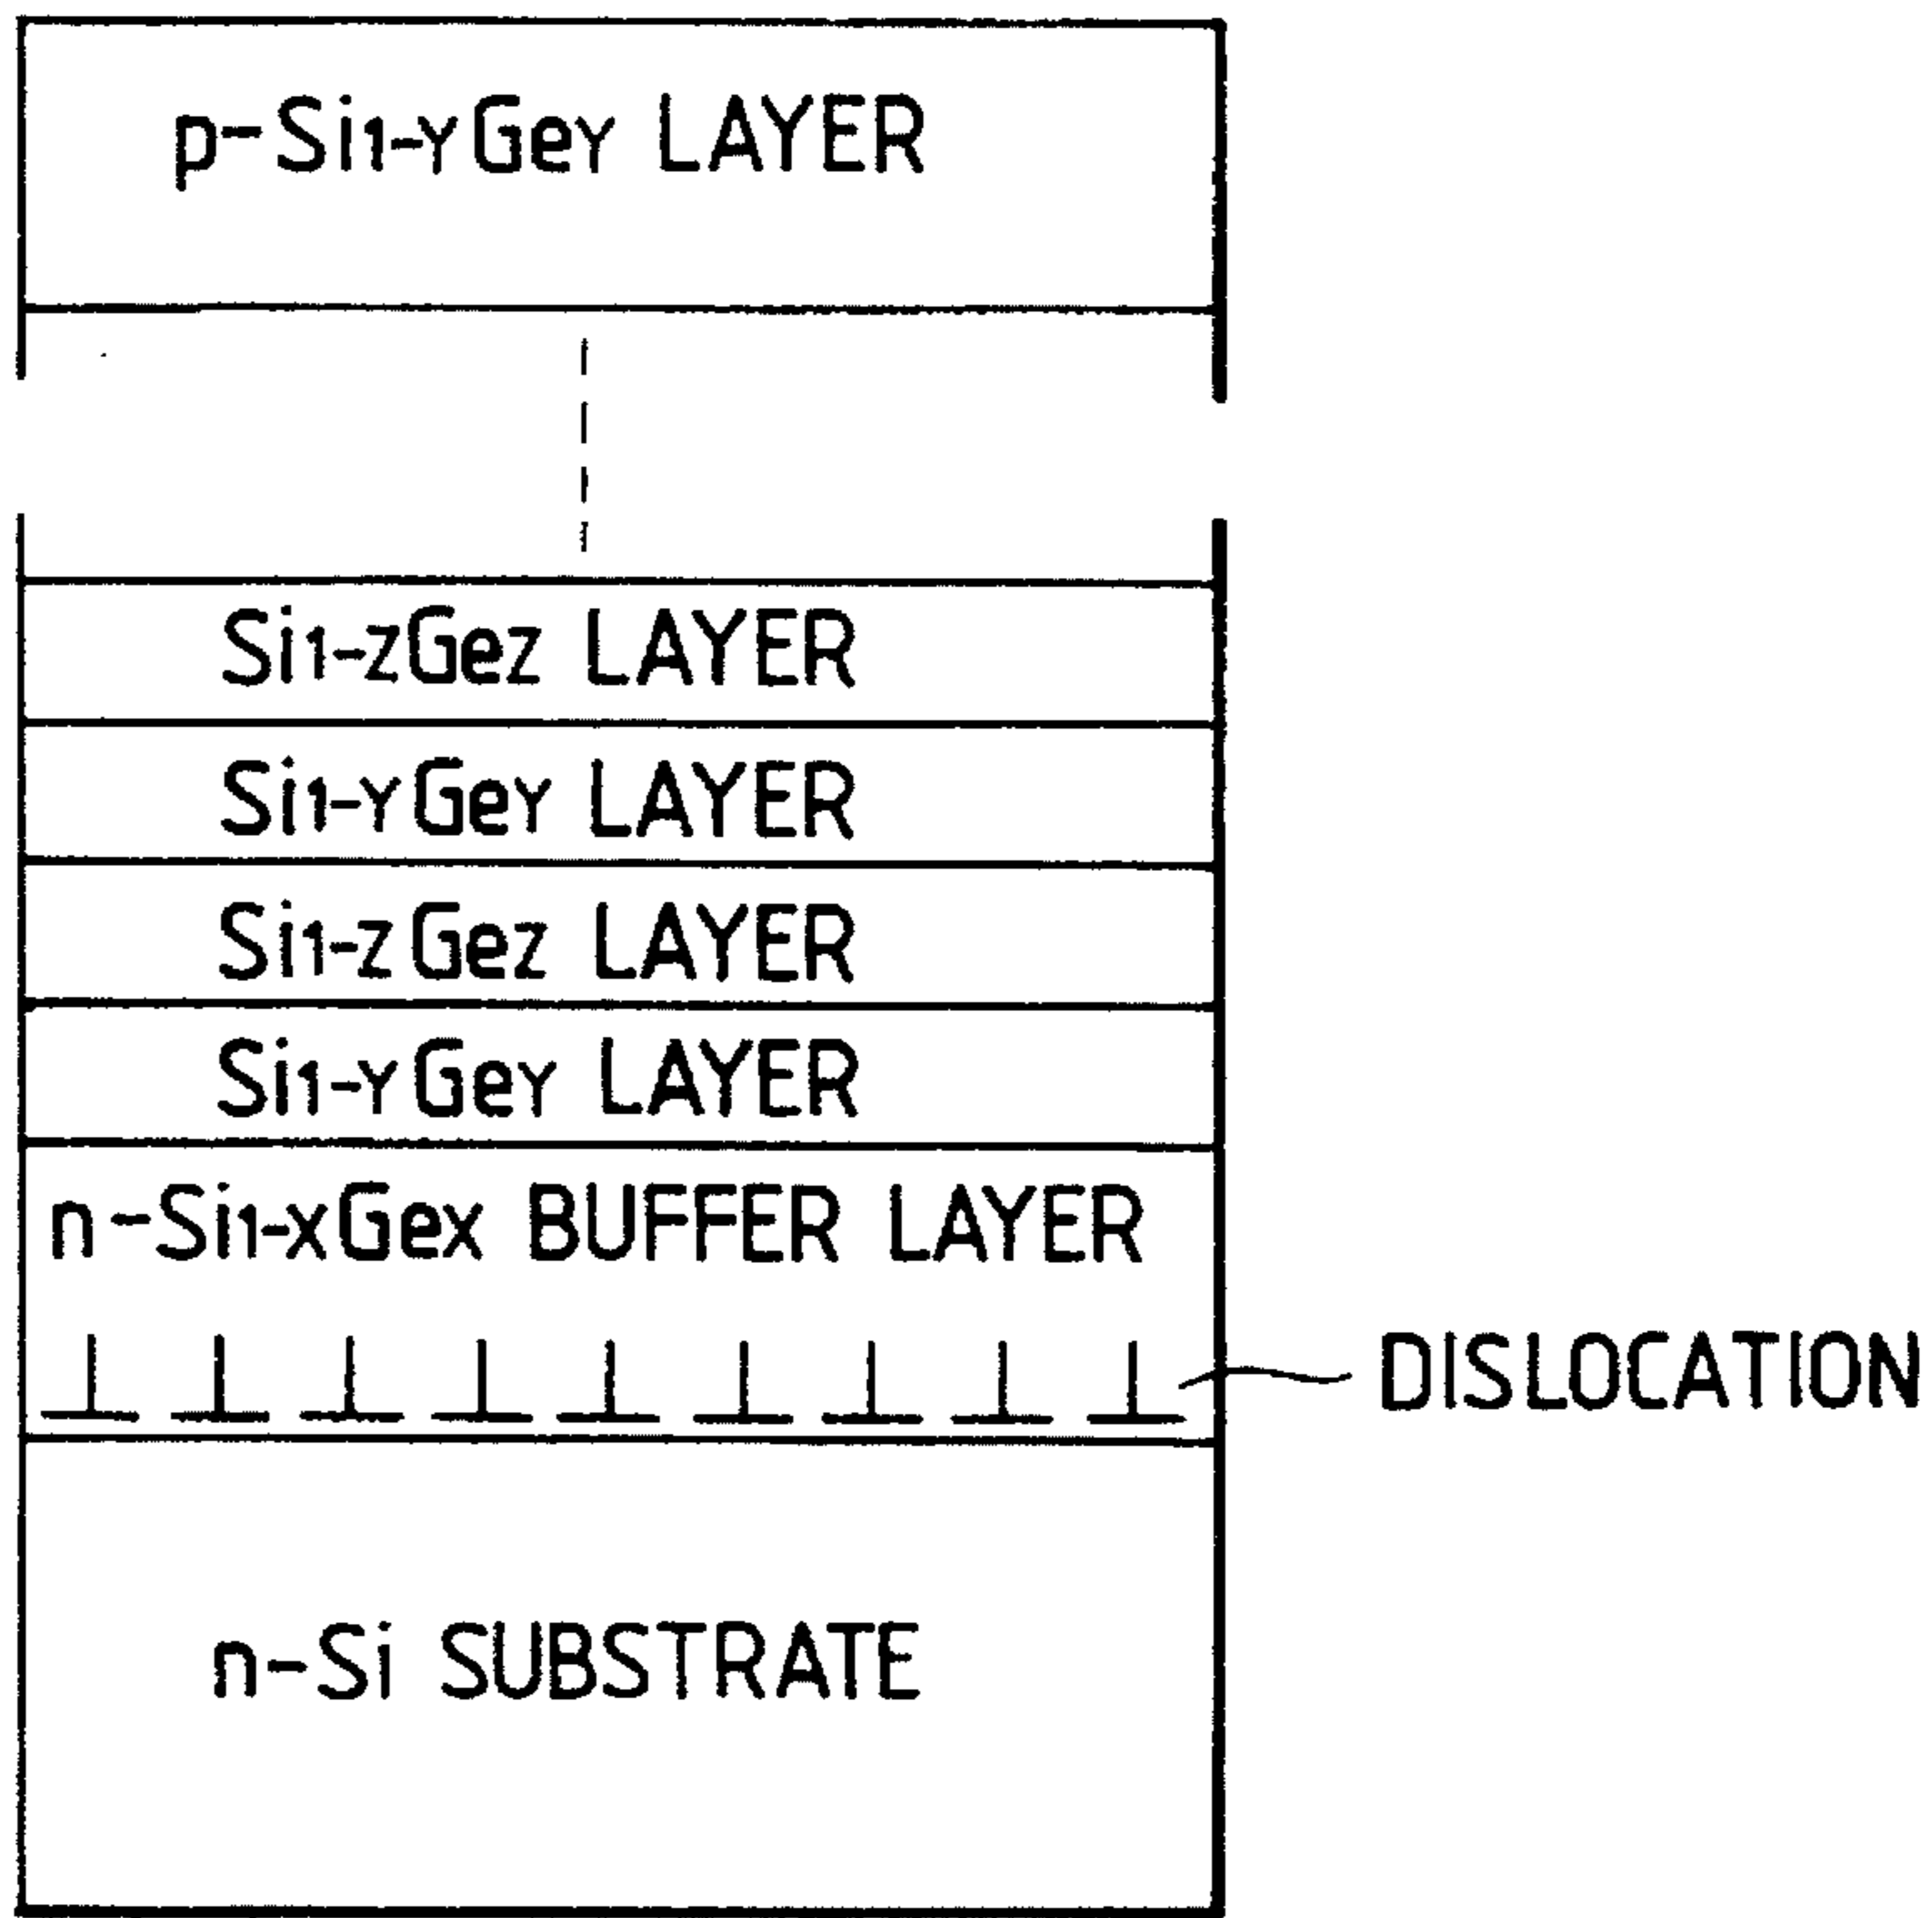 p-Si1-YGeY LAYER
Si1-zGez LAYER
Si1-YGeY LAYER
Si1-zGez LAYER
Si1-YGeY LAYER
n-Si1-xGex BUFFER LAYER
DISLOCATION
n-Si SUBSTRATE